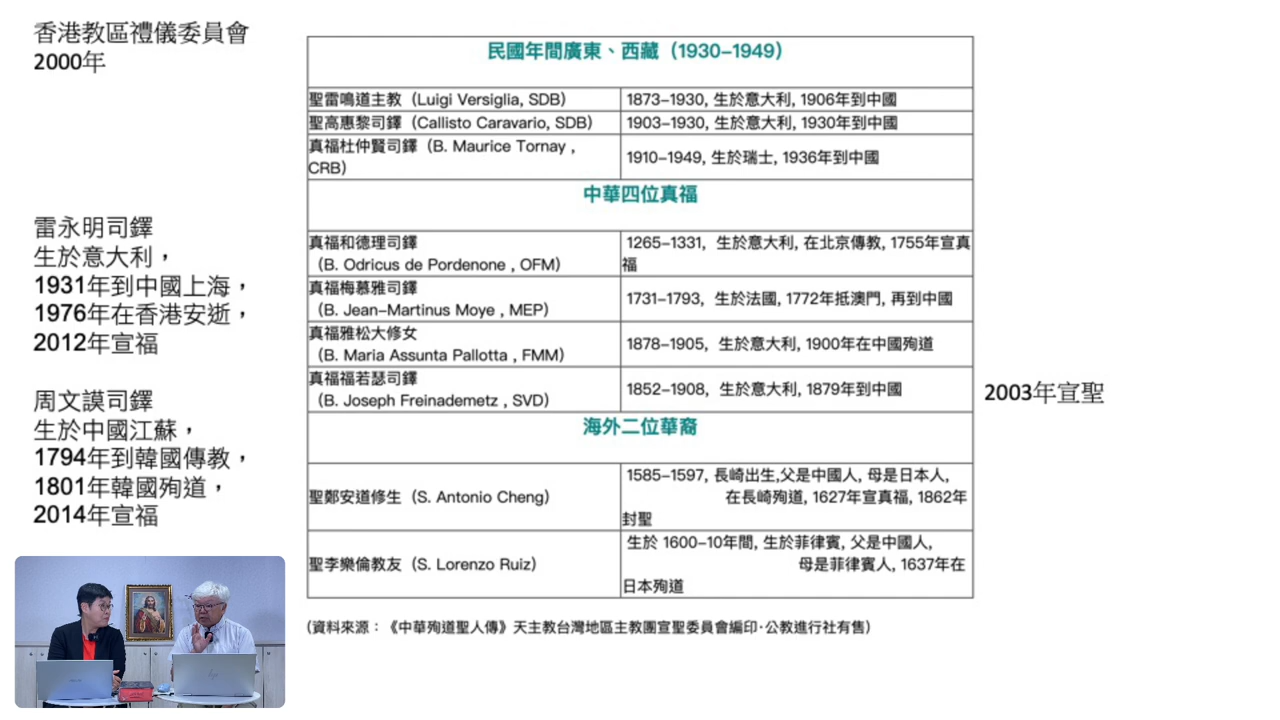 香港教區禮儀委員會
2000年
雷永明司鐸
生於意大利，
1931年到中國上海，
1976年在香港安逝，
2012年宣福
周文謨司鐸
生於中國江蘇，
1794年到韓國傳教，
1801年韓國殉道，
2014年宣福
民國年間廣東、西藏（1930–1949）
聖雷鳴道主教（Luigi Versiglia, SDB） 1873–1930, 生於意大利, 1906年到中國
聖高惠黎司鐸（Callisto Caravario, SDB） 1903–1930, 生於意大利, 1930年到中國
真福杜仲賢司鐸（B. Maurice Tornay ,
CRB）
1910-1949, 生於瑞士, 1936年到中國
中華四位真福
真福和德理司鐸
（B. Odricus de Pordenone , OFM）
1265-1331, 生於意大利, 在北京傳教, 1755年宣真
福
真福梅慕雅司鐸
（B. Jean–Martinus Moye , MEP）
1731–1793, 生於法國, 1772年抵澳門, 再到中國
真福雅松大修女
（B. Maria Assunta Pallotta , FMM）
1878-1905, 生於意大利, 1900年在中國殉道
真福福若瑟司鐸
（B. Joseph Freinademetz , SVD）
1852-1908, 生於意大利, 1879年到中國
2003年宣聖
海外二位華裔
聖鄭安道修生（S. Antonio Cheng）
1585-1597, 長崎出生,父是中國人, 母是日本人,
在長崎殉道, 1627年宣真福, 1862年
封聖
聖李樂倫教友（S. Lorenzo Ruiz）
生於 1600–10年間, 生於菲律賓, 父是中國人,
母是菲律賓人, 1637年在
日本殉道
（資料來源：《中華殉道聖人傳》天主教台灣地區主教團宣聖委員會編印·公教進行社有售）